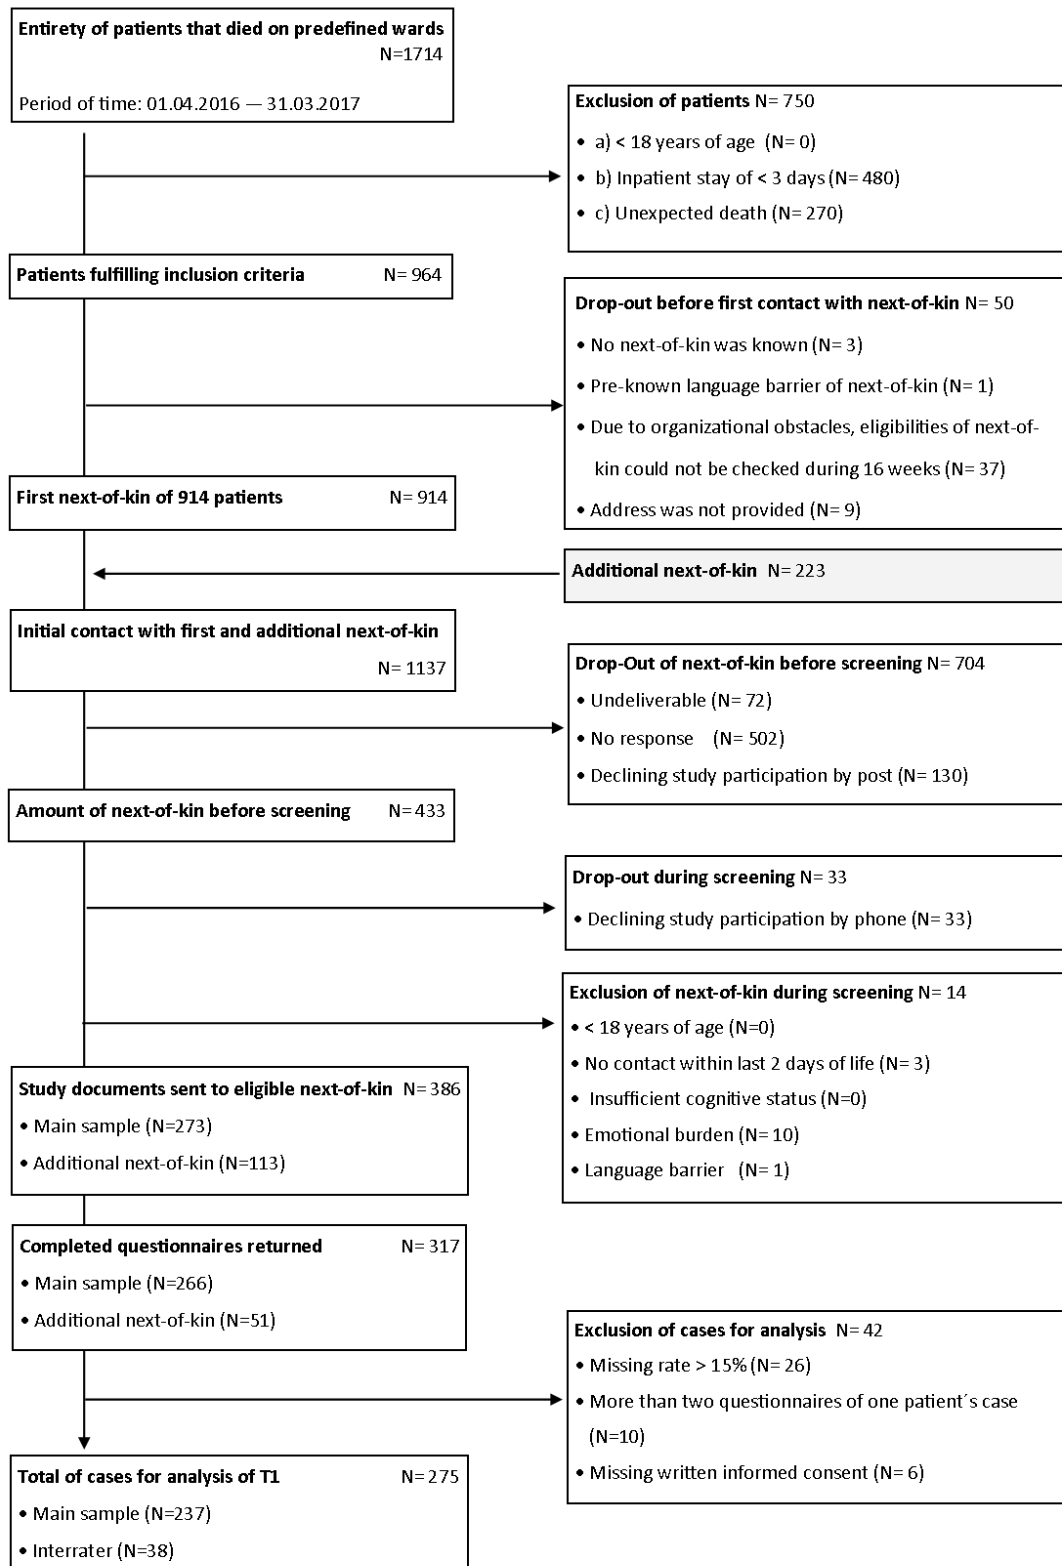 Entirety of patients that died on predefined wards
N=1714
Period of time: 01.04.2016 — 31.03.2017
Exclusion of patients N= 750
• a) < 18 years of age (N= 0)
• b) Inpatient stay of < 3 days (N= 480)
• c) Unexpected death (N= 270)
Patients fulfilling inclusion criteria N= 964
Drop-out before first contact with next-of-kin N= 50
• No next-of-kin was known (N= 3)
• Pre-known language barrier of next-of-kin (N= 1)
• Due to organizational obstacles, eligibilities of next-of-
kin could not be checked during 16 weeks (N= 37)
• Address was not provided (N= 9)
First next-of-kin of 914 patients N= 914
Additional next-of-kin N= 223
Initial contact with first and additional next-of-kin
N= 1137
Drop-Out of next-of-kin before screening N= 704
• Undeliverable (N= 72)
• No response (N= 502)
• Declining study participation by post (N= 130)
Amount of next-of-kin before screening N= 433
Drop-out during screening N= 33
• Declining study participation by phone (N= 33)
Exclusion of next-of-kin during screening N= 14
• < 18 years of age (N=0)
• No contact within last 2 days of life (N= 3)
• Insufficient cognitive status (N=0)
• Emotional burden (N= 10)
• Language barrier (N= 1)
Study documents sent to eligible next-of-kin N= 386
• Main sample (N=273)
• Additional next-of-kin (N=113)
Completed questionnaires returned N= 317
• Main sample (N=266)
• Additional next-of-kin (N=51)
Exclusion of cases for analysis N= 42
• Missing rate > 15% (N= 26)
• More than two questionnaires of one patient´s case
(N=10)
• Missing written informed consent (N= 6)
Total of cases for analysis of T1 N= 275
• Main sample (N=237)
• Interrater (N=38)